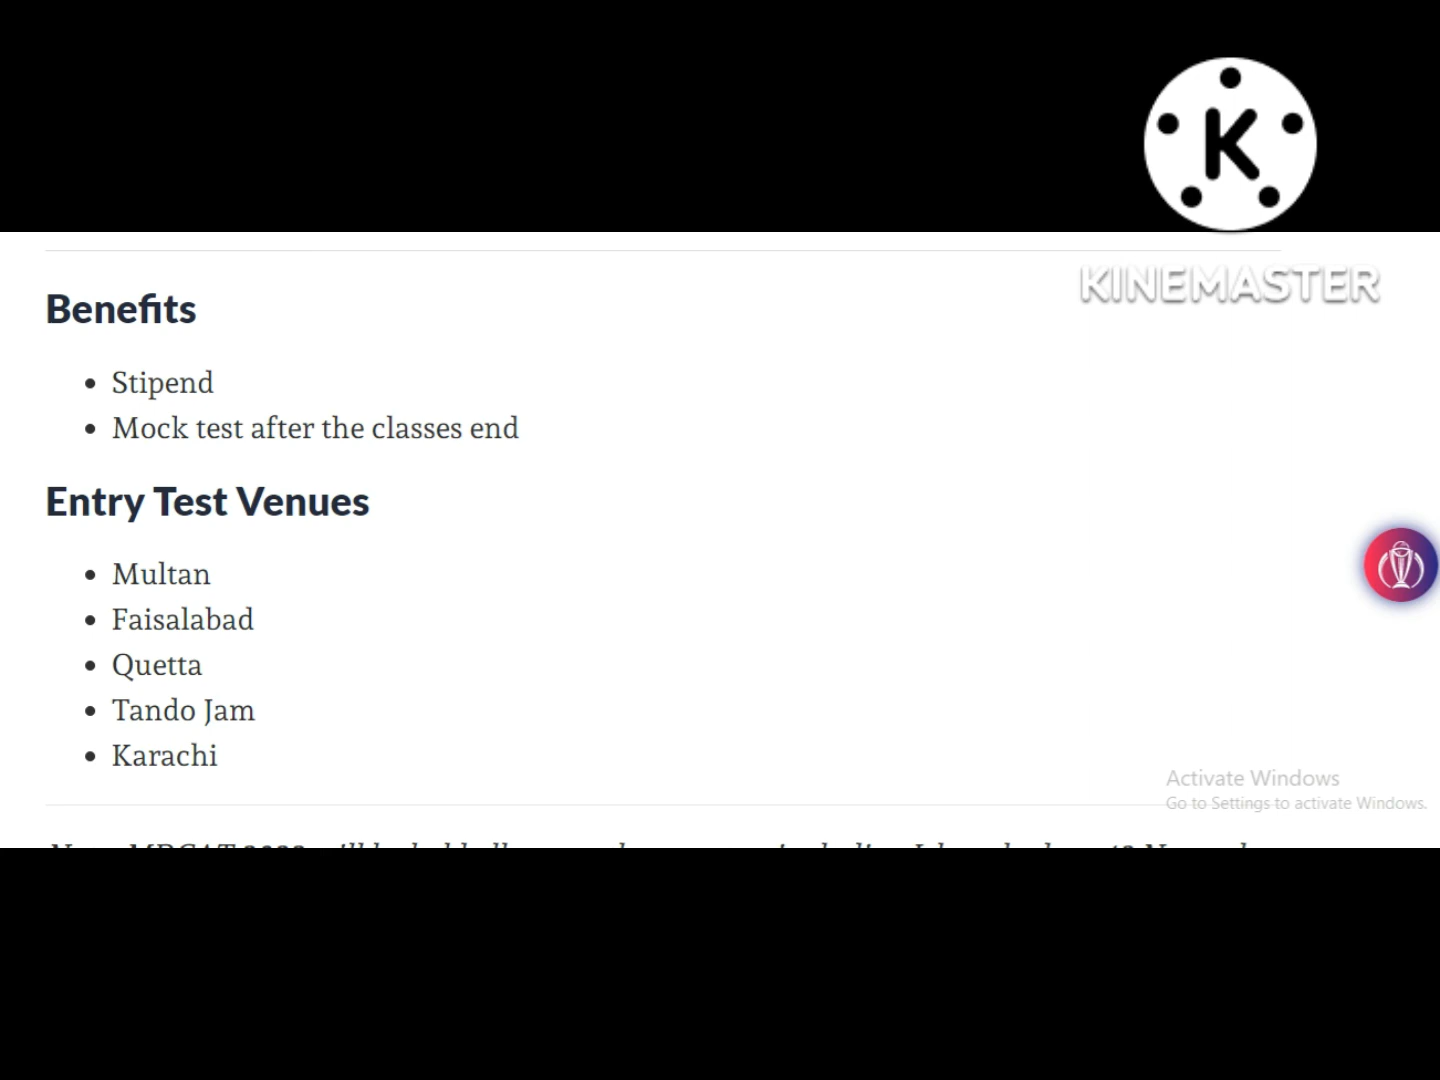 K
KINEMASTER
Benefits
Stipend
Mock test after the classes end
Entry Test Venues
Multan
Faisalabad
Quetta
Tando Jam
Karachi
Activate Windows
Go to Settings to activate Windows.